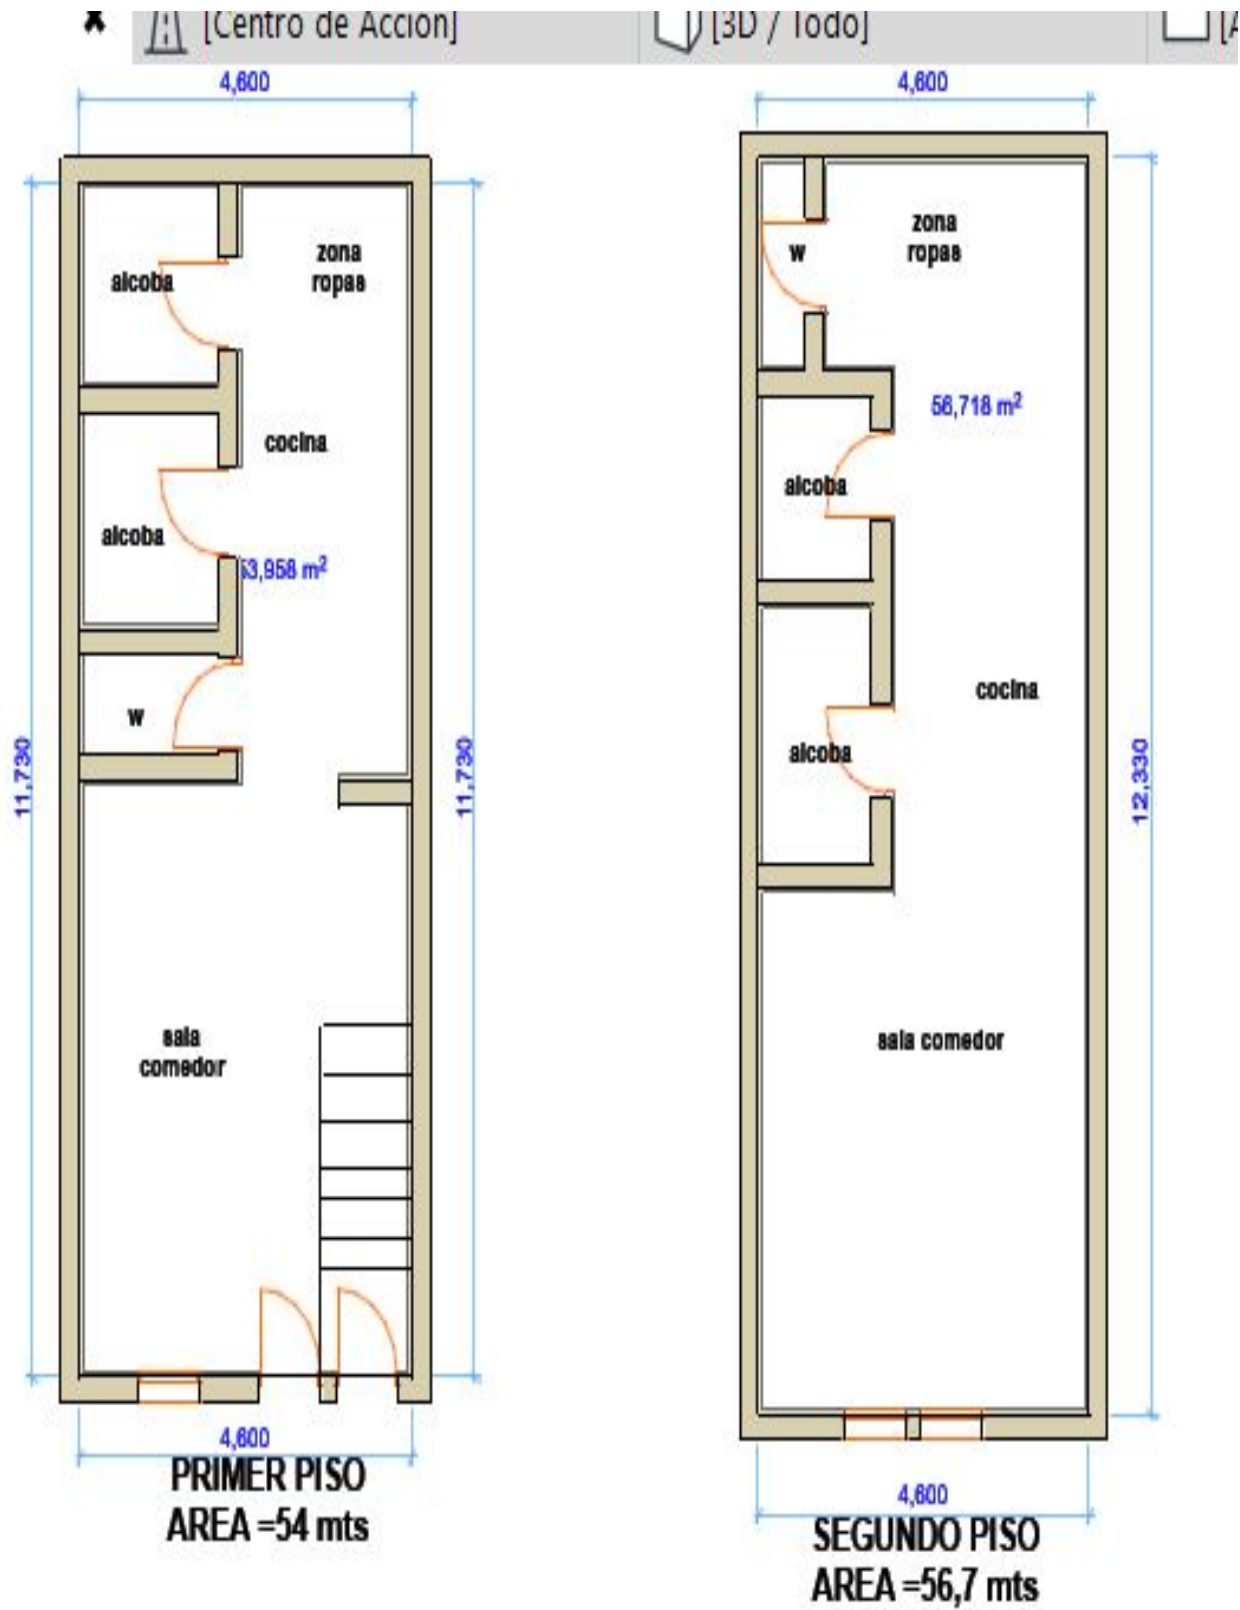 [Centro de Acción]
[3D / Todo]
4,600
4,600
alcoba
zona
ropas
cocina
alcoba
53,958 m²
w
11,730
11,730
sala
comedor
4,600
PRIMER PISO
AREA =54 mts
w
zona
ropas
56,718 m²
alcoba
cocina
alcoba
12,330
sala comedor
4,600
SEGUNDO PISO
AREA =56,7 mts